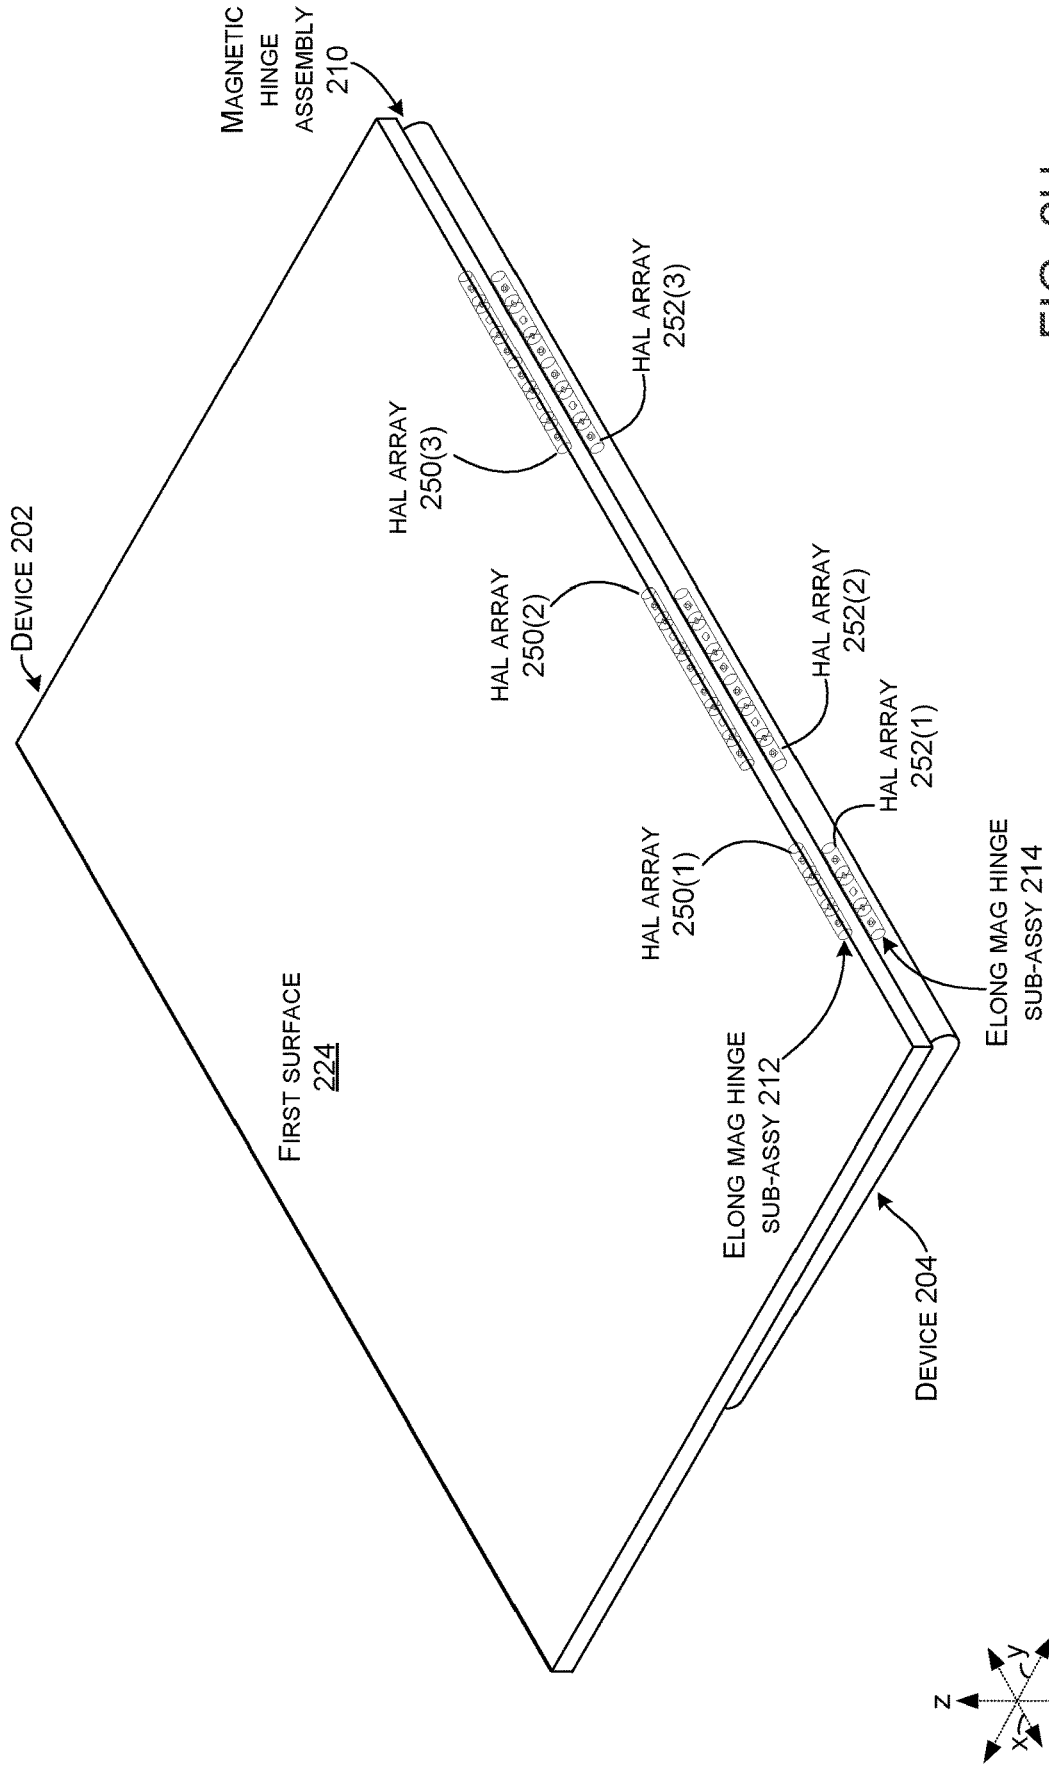 MAGNETIC
HINGE
ASSEMBLY
210
DEVICE 202
HAL ARRAY
252(3)
HAL ARRAY
250(3)
HAL ARRAY
250(2)
HAL ARRAY
252(2)
HAL ARRAY
252(1)
HAL ARRAY
250(1)
ELONG MAG HINGE
SUB-ASSY 214
FIRST SURFACE
224
ELONG MAG HINGE
SUB-ASSY 212
DEVICE 204
z
y
x
FIG.